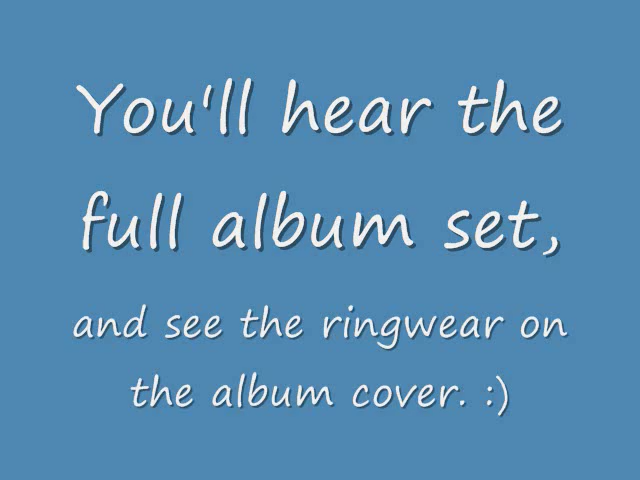 You'll hear the
full album set,
and see the ringwear on
the album cover. :)